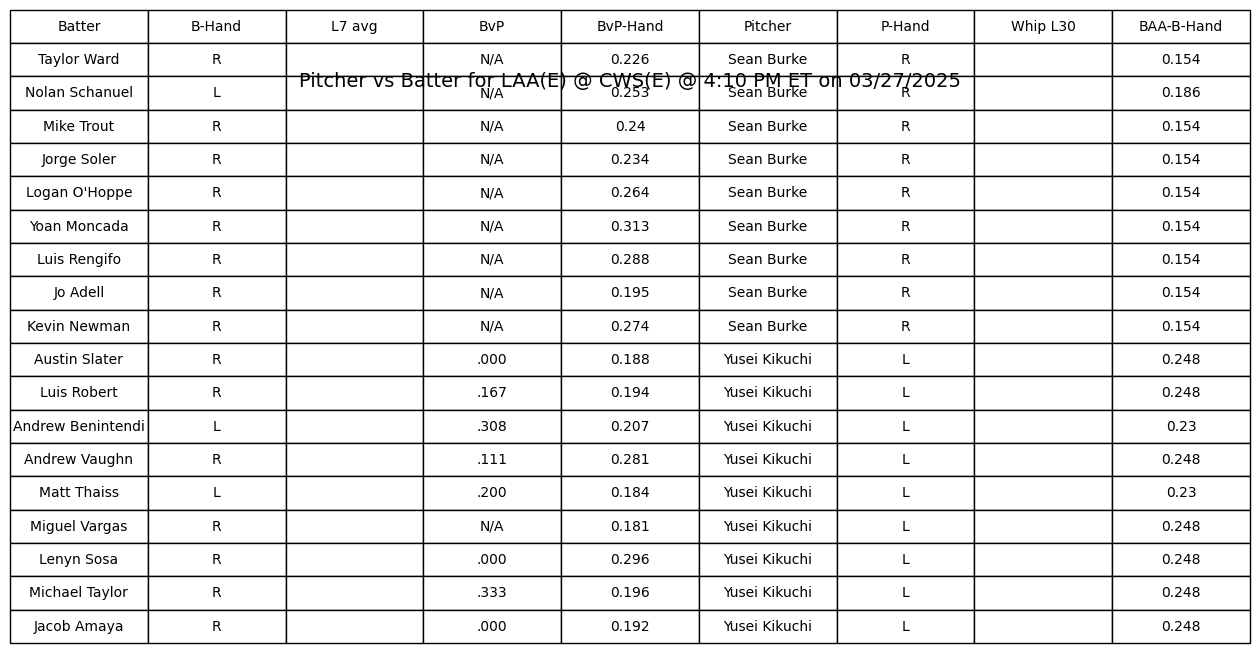 Batter B-Hand L7 avg BvP BvP-Hand Pitcher P-Hand Whip L30 BAA-B-Hand
Taylor Ward R N/A 0.226 Sean Burke R 0.154
Pitcher vs Batter for LAA(E) @ CWS(E) @ 4:10 PM ET on 03/27/2025
Nolan Schanuel L N/A 0.253 Sean Burke R 0.186
Mike Trout R N/A 0.24 Sean Burke R 0.154
Jorge Soler R N/A 0.234 Sean Burke R 0.154
Logan O'Hoppe R N/A 0.264 Sean Burke R 0.154
Yoan Moncada R N/A 0.313 Sean Burke R 0.154
Luis Rengifo R N/A 0.288 Sean Burke R 0.154
Jo Adell R N/A 0.195 Sean Burke R 0.154
Kevin Newman R N/A 0.274 Sean Burke R 0.154
Austin Slater R .000 0.188 Yusei Kikuchi L 0.248
Luis Robert R .167 0.194 Yusei Kikuchi L 0.248
Andrew Benintendi L .308 0.207 Yusei Kikuchi L 0.23
Andrew Vaughn R .111 0.281 Yusei Kikuchi L 0.248
Matt Thaiss L .200 0.184 Yusei Kikuchi L 0.23
Miguel Vargas R N/A 0.181 Yusei Kikuchi L 0.248
Lenyn Sosa R .000 0.296 Yusei Kikuchi L 0.248
Michael Taylor R .333 0.196 Yusei Kikuchi L 0.248
Jacob Amaya R .000 0.192 Yusei Kikuchi L 0.248